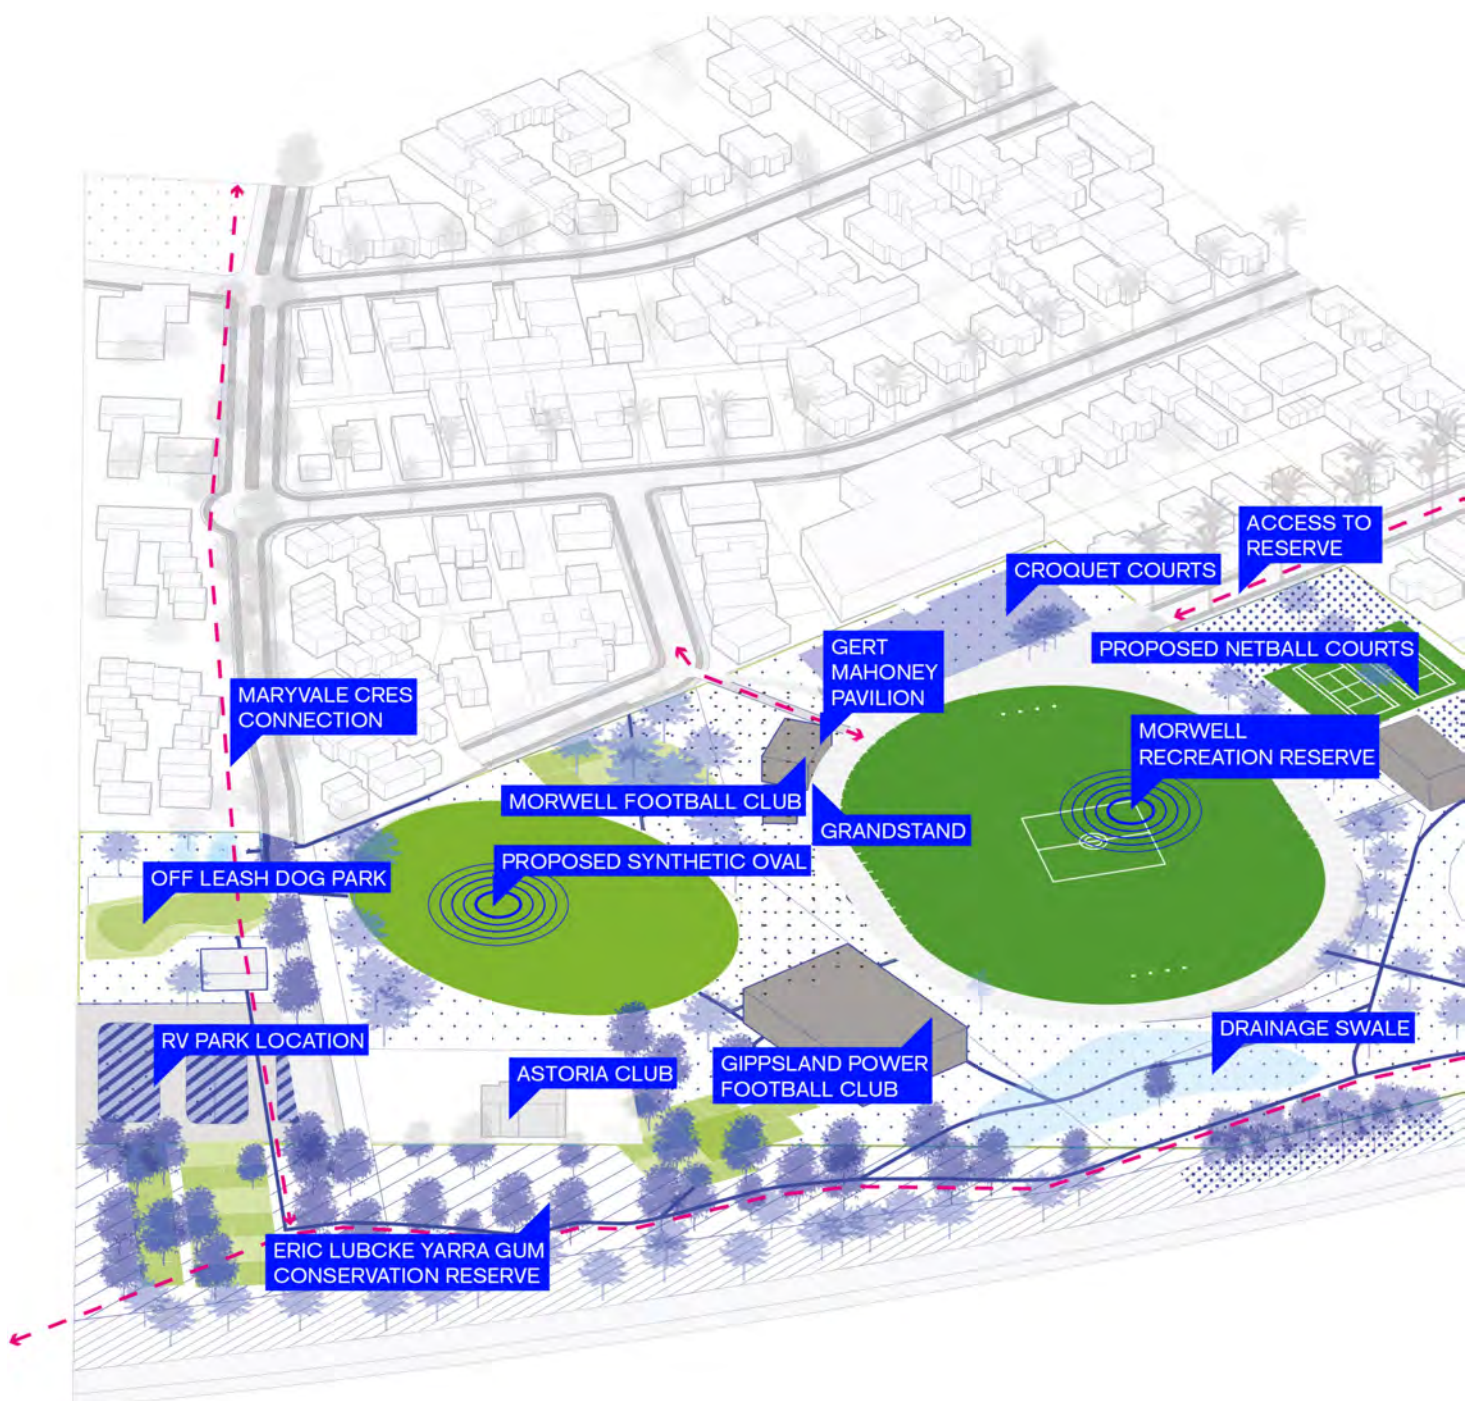 ACCESS TO
RESERVE
CROQUET COURTS
GERT
MAHONEY
PAVILION
PROPOSED NETBALL COURTS
MARYVALE CRES
CONNECTION
MORWELL
RECREATION RESERVE
MORWELL FOOTBALL CLUB
GRANDSTAND
PROPOSED SYNTHETIC OVAL
OFF LEASH DOG PARK
RV PARK LOCATION
DRAINAGE SWALE
ASTORIA CLUB
GIPPSLAND POWER
FOOTBALL CLUB
ERIC LUBCKE YARRA GUM
CONSERVATION RESERVE